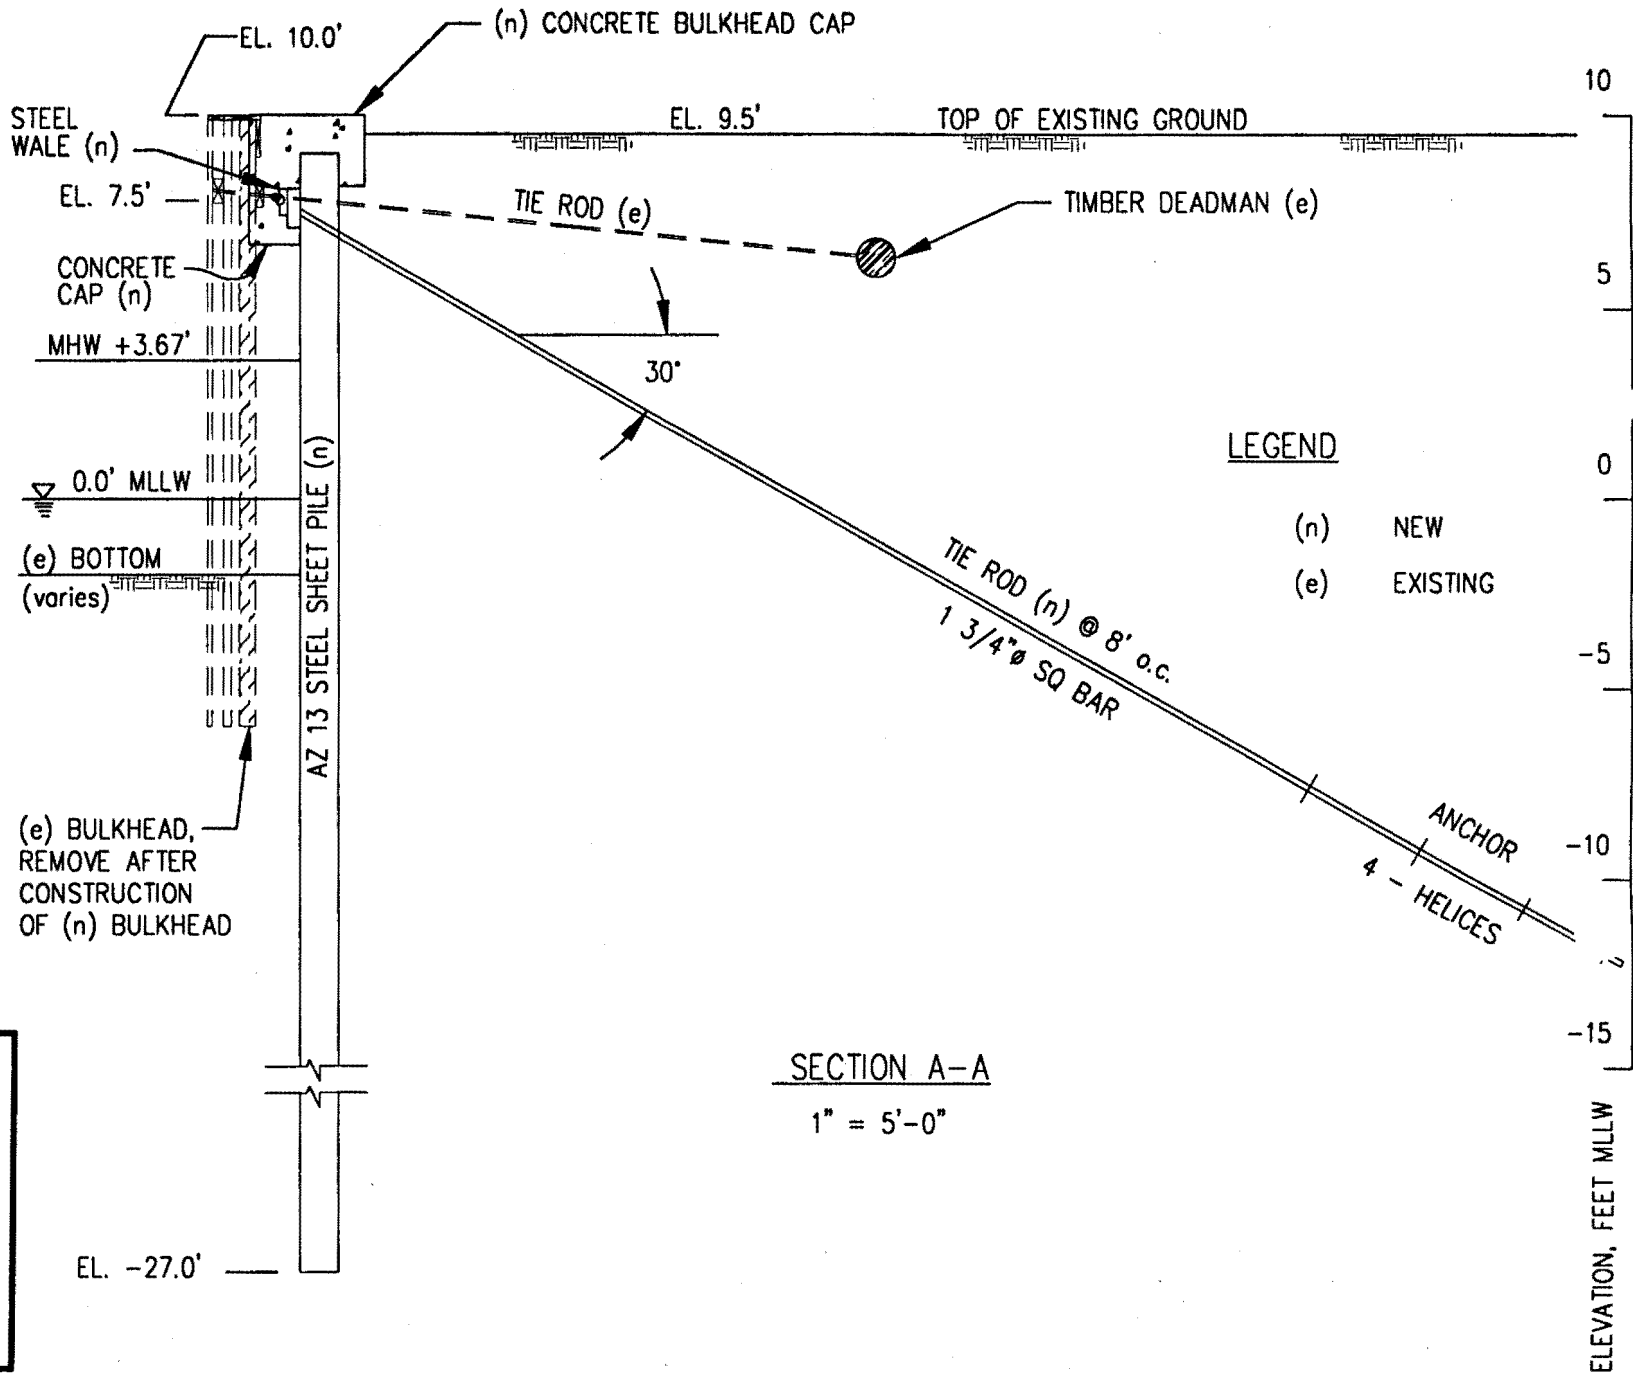 EL. 10.0'
(n) CONCRETE BULKHEAD CAP
10
STEEL
WALE (n)
EL. 9.5'
TOP OF EXISTING GROUND
EL. 7.5'
TIE ROD (e)
TIMBER DEADMAN (e)
CONCRETE
CAP (n)
5
MHW +3.67'
30°
LEGEND
(n) NEW
(e) EXISTING
0
0.0' MLLW
(e) BOTTOM
(varies)
AZ 13 STEEL SHEET PILE (n)
TIE ROD (n) @ 8' o.c.
1 3/4"ø SQ BAR
-5
(e) BULKHEAD,
REMOVE AFTER
CONSTRUCTION
OF (n) BULKHEAD
ANCHOR
4 - HELICES
-10
-15
SECTION A-A
1" = 5'-0"
EL. -27.0'
ELEVATION, FEET MLLW